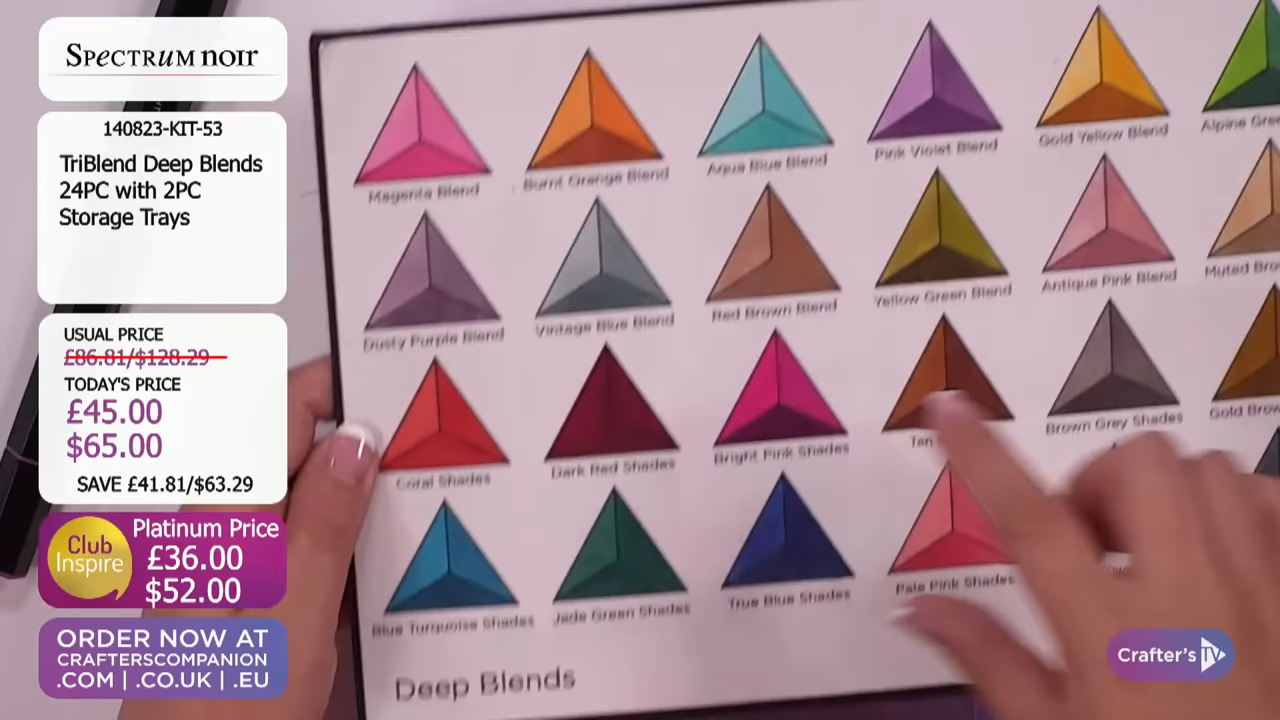 SPECTRUM NOIR
140823-KIT-53
TriBlend Deep Blends
24PC with 2PC
Storage Trays
USUAL PRICE
£86.81/$128.29
TODAY'S PRICE
£45.00
$65.00
SAVE £41.81/$63.29
Club
Inspire
Platinum Price
£36.00
$52.00
ORDER NOW AT
CRAFTERSCOMPANION
.COM | .CO.UK | .EU
Magenta Blend
Burnt Orange Blend
Aqua Blue Blend
Pink Violet Blend
Gold Yellow Blend
Alpine Gre
Dusty Purple Blend
Vintage Blue Blend
Red Brown Blend
Yellow Green Blend
Antique Pink Blend
Muted Bro
Coral Shades
Dark Red Shades
Bright Pink Shades
Tan
Brown Grey Shades
Gold Brow
Blue Turquoise Shades
Jade Green Shades
True Blue Shades
Pale Pink Shades
Deep Blends
Crafter's TV